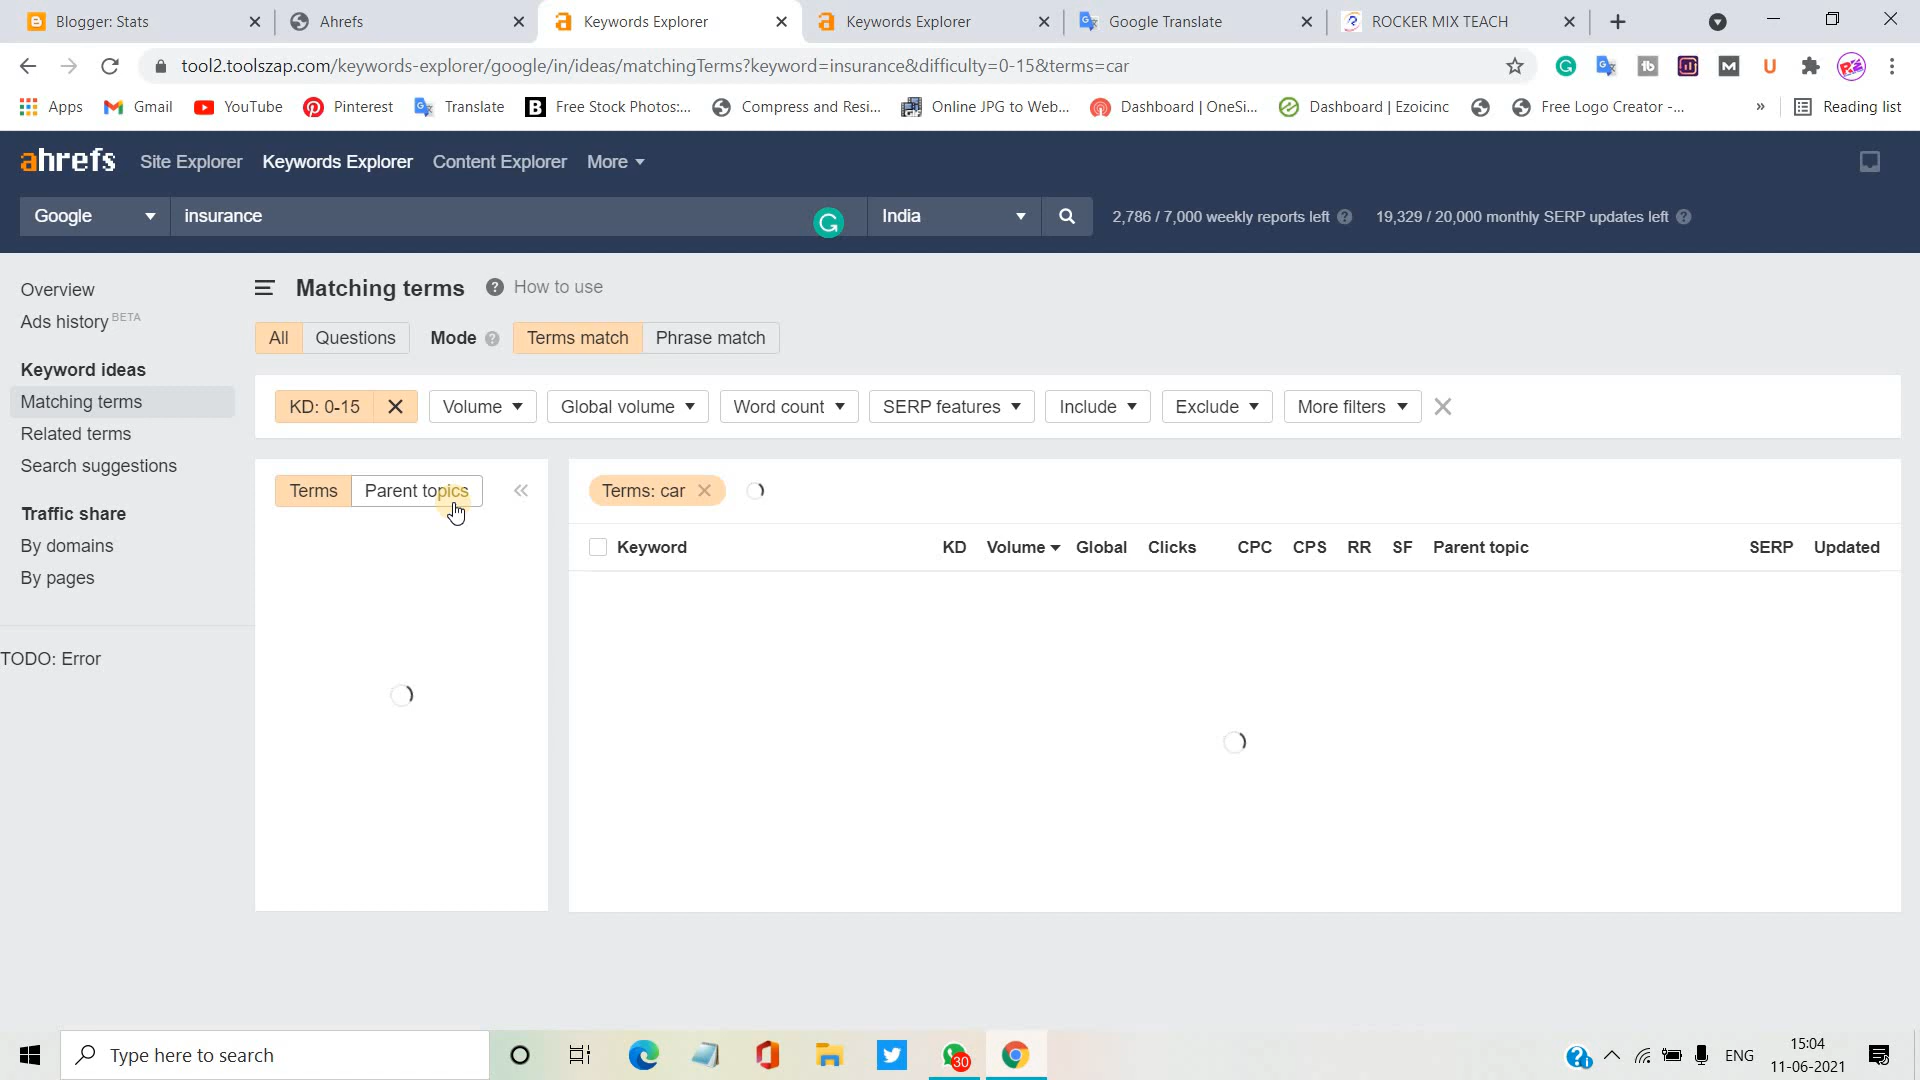 Blogger: Stats
Ahrefs
Keywords Explorer
Keywords Explorer
Google Translate
ROCKER MIX TEACH
tool2.toolszap.com/keywords-explorer/google/in/ideas/matchingTerms?keyword=insurance&difficulty=0-15&terms=car
Apps
Gmail
YouTube
Pinterest
Translate
Free Stock Photos:...
Compress and Resi...
Online JPG to Web...
Dashboard | OneSi...
Dashboard | Ezoicinc
Free Logo Creator -...
»
Reading list
ahrefs
Site Explorer
Keywords Explorer
Content Explorer
More
Google
insurance
India
2,786 / 7,000 weekly reports left
19,329 / 20,000 monthly SERP updates left
Overview
Ads history BETA
Keyword ideas
Matching terms
Related terms
Search suggestions
Traffic share
By domains
By pages
TODO: Error
Matching terms
How to use
All
Questions
Mode
Terms match
Phrase match
KD: 0-15
Volume
Global volume
Word count
SERP features
Include
Exclude
More filters
Terms
Parent topics
Terms: car
Keyword
KD
Volume
Global
Clicks
CPC
CPS
RR
SF
Parent topic
SERP
Updated
Type here to search
30
ENG
15:04
11-06-2021